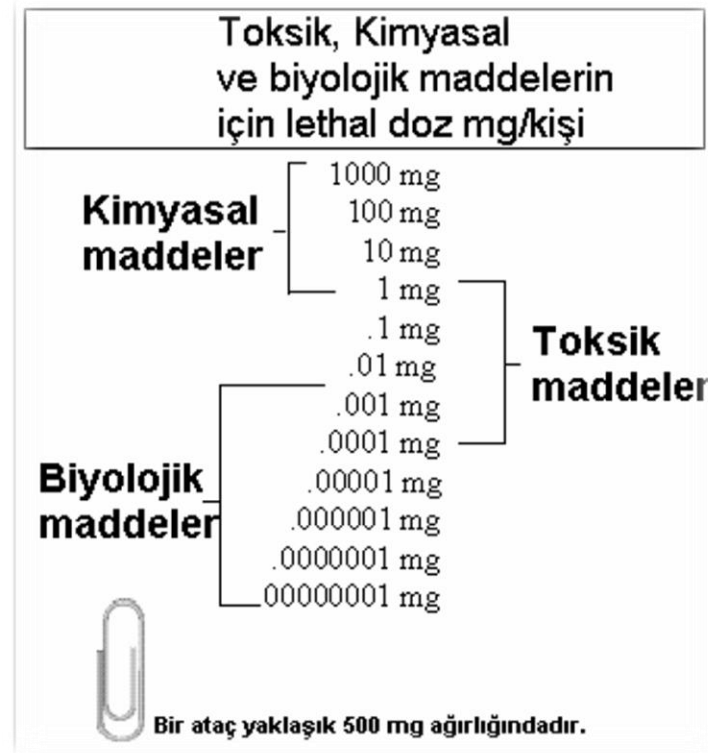 Toksik, Kimyasal
ve biyolojik maddelerin
için lethal doz mg/kişi
Kimyasal
maddeler
1000 mg
100 mg
10 mg
1 mg
.1 mg
.01 mg
.001 mg
.0001 mg
.00001 mg
.000001 mg
.0000001 mg
.00000001 mg
Toksik
maddeler
Biyolojik
maddeler
Bir ataç yaklaşık 500 mg ağırlığındadır.